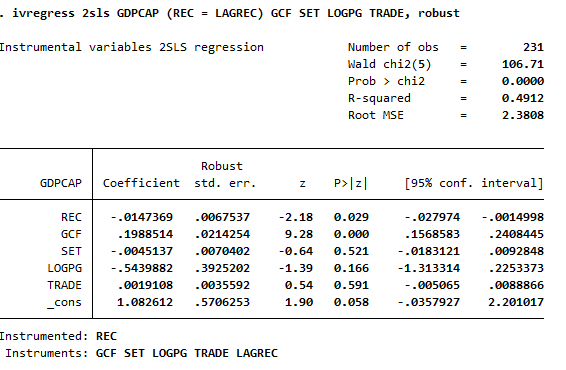 . ivregress 2sls GDPCAP (REC = LAGREC) GCF SET LOGPG TRADE, robust
Instrumental variables 2SLS regression Number of obs = 231
Wald chi2(5) = 106.71
Prob > chi2 = 0.0000
R-squared = 0.4912
Root MSE = 2.3808
Robust
GDPCAP Coefficient std. err. z P>|z| [95% conf. interval]
REC -.0147369 .0067537 -2.18 0.029 -.027974 -.0014998
GCF .1988514 .0214254 9.28 0.000 .1568583 .2408445
SET -.0045137 .0070402 -0.64 0.521 -.0183121 .0092848
LOGPG -.5439882 .3925202 -1.39 0.166 -1.313314 .2253373
TRADE .0019108 .0035592 0.54 0.591 -.005065 .0088866
_cons 1.082612 .5706253 1.90 0.058 -.0357927 2.201017
Instrumented: REC
Instruments: GCF SET LOGPG TRADE LAGREC